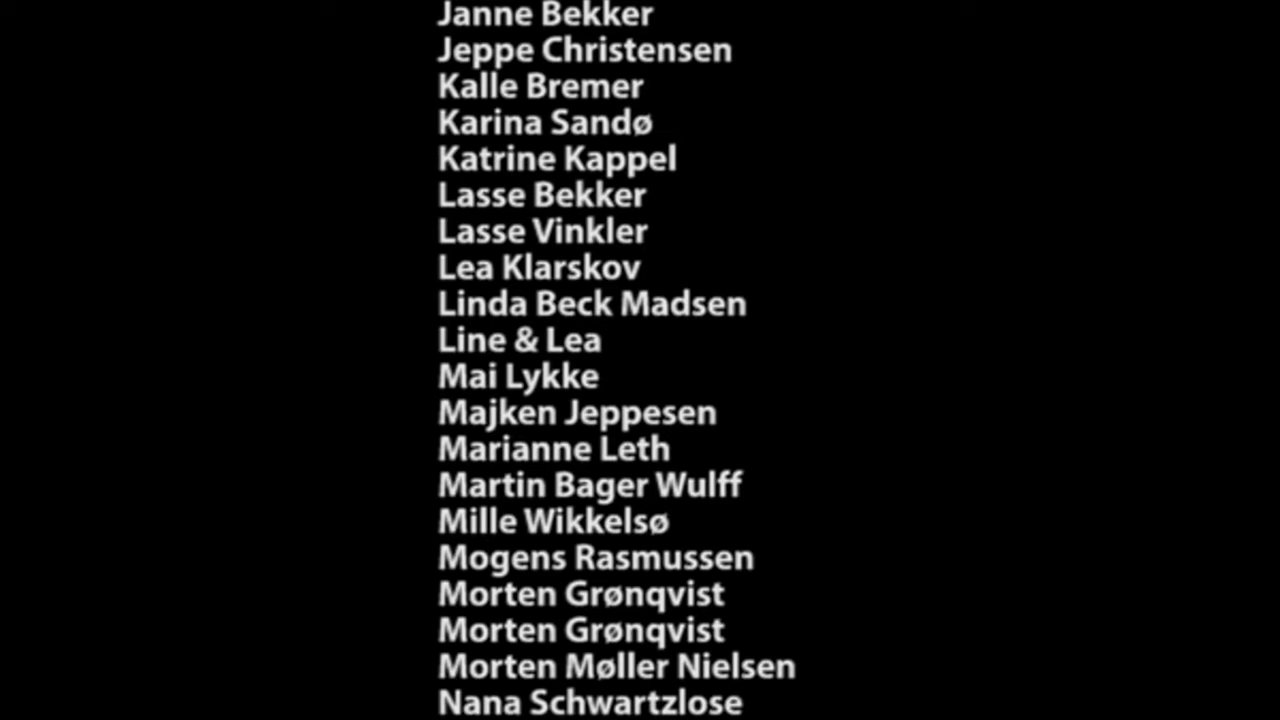 Janne Bekker
Jeppe Christensen
Kalle Bremer
Karina Sandø
Katrine Kappel
Lasse Bekker
Lasse Vinkler
Lea Klarskov
Linda Beck Madsen
Line & Lea
Mai Lykke
Majken Jeppesen
Marianne Leth
Martin Bager Wulff
Mille Wikkelsø
Mogens Rasmussen
Morten Grønqvist
Morten Grønqvist
Morten Møller Nielsen
Nana Schwartzlose